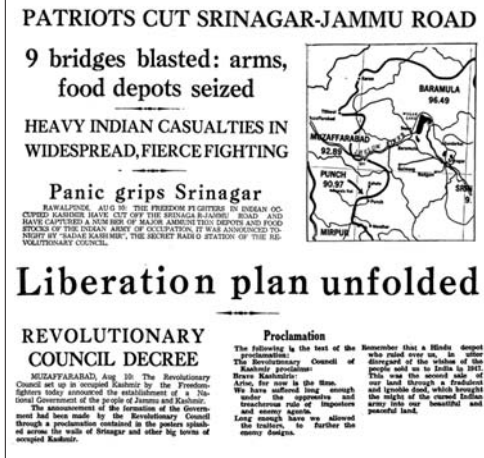 PATRIOTS CUT SRINAGAR-JAMMU ROAD
9 bridges blasted: arms,
food depots seized
HEAVY INDIAN CASUALTIES IN
WIDESPREAD, FIERCE FIGHTING
Panic grips Srinagar
RAWALPINDI, AUG 10: THE FREEDOM FIGHTERS IN INDIAN OC-
CUPIED KASHMIR HAVE CUT OFF THE SRINAGAR-JAMMU ROAD AND
HAVE CAPTURED A NUMBER OF MAJOR AMMUNITION DEPOTS AND FOOD
STOCKS OF THE INDIAN ARMY OF OCCUPATION, IT WAS ANNOUNCED TO-
NIGHT BY "SADAE KASHMIR", THE SECRET RADIO STATION OF THE RE-
VOLUTIONARY COUNCIL.
BARAMULA
96.49
MUZAFFARABAD
92.89
PUNCH
90.97
SRIN
9.
MIRPUR
Liberation plan unfolded
REVOLUTIONARY
COUNCIL DECREE
MUZAFFARABAD, Aug 10: The Revolutionary
Council set up in occupied Kashmir by the Freedom-
fighters today announced the establishment of a Na-
tional Government of the people of Jammu and Kashmir.
The announcement of the formation of the Govern-
ment had been made by the Revolutionary Council
through a proclamation contained in the posters splash-
ed across the walls of Srinagar and other big towns of
occupied Kashmir.
Proclamation
The following is the text of the
proclamation:
The Revolutionary Council of
Kashmir proclaims:
Brave Kashmiris:
Arise, for now is the time.
We have suffered long enough
under the oppressive and
treacherous rule of imposters
and enemy agents.
Long enough have we allowed
the traitors, to further the
enemy designs.
Remember that a Hindu despot
who ruled over us, in utter
disregard of the wishes of the
people sold us to India in 1947.
This was the second sale of
our land through a fradulent
and ignoble deed, which brought
the might of the cursed Indian
army into our beautiful and
peaceful land.